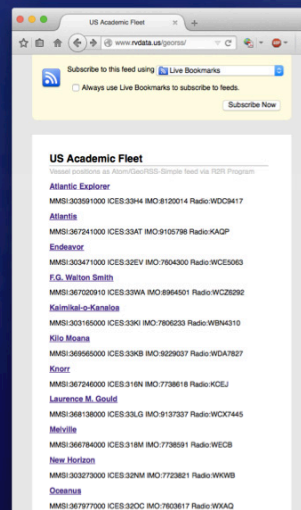 US Academic Fleet
www.rvdata.us/georss/
Subscribe to this feed using Live Bookmarks
Always use Live Bookmarks to subscribe to feeds.
Subscribe Now
US Academic Fleet
Vessel positions as Atom/GeoRSS-Simple feed via R2R Program
Atlantic Explorer
MMSI:303591000 ICES:33H4 IMO:8120014 Radio:WDC9417
Atlantis
MMSI:367241000 ICES:33AT IMO:9105798 Radio:KAQP
Endeavor
MMSI:303471000 ICES:32EV IMO:7604300 Radio:WCE5063
F.G. Walton Smith
MMSI:367020910 ICES:33WA IMO:8964501 Radio:WCZ6292
Kaimikai-o-Kanaloa
MMSI:303165000 ICES:33KI IMO:7806233 Radio:WBN4310
Kilo Moana
MMSI:369565000 ICES:33KB IMO:9229037 Radio:WDA7827
Knorr
MMSI:367246000 ICES:316N IMO:7738618 Radio:KCEJ
Laurence M. Gould
MMSI:368138000 ICES:33LG IMO:9137337 Radio:WCX7445
Melville
MMSI:366784000 ICES:318M IMO:7738591 Radio:WECB
New Horizon
MMSI:303273000 ICES:32NM IMO:7723821 Radio:WKWB
Oceanus
MMSI:367977000 ICES:32OC IMO:7603617 Radio:WXAQ